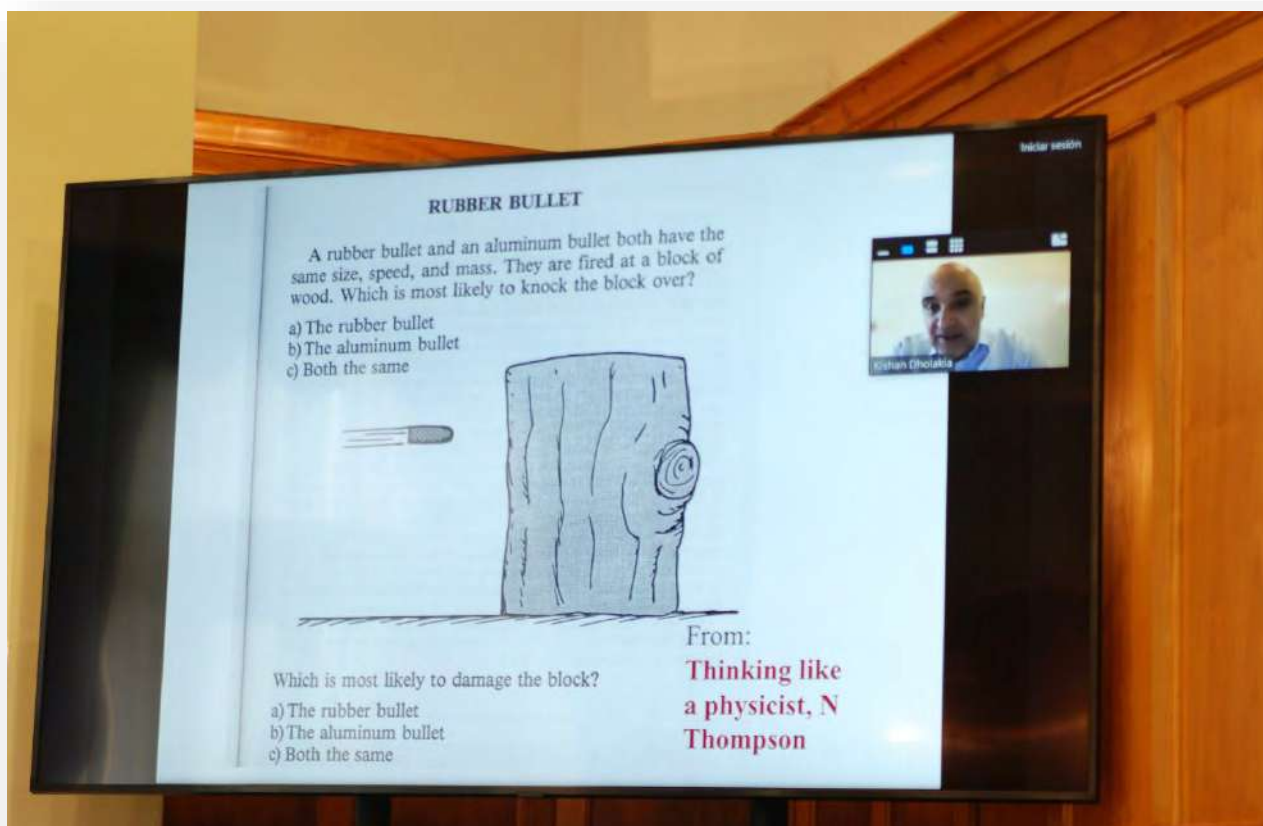 Iniciar sesión
RUBBER BULLET
A rubber bullet and an aluminum bullet both have the
same size, speed, and mass. They are fired at a block of
wood. Which is most likely to knock the block over?
a) The rubber bullet
b) The aluminum bullet
c) Both the same
Kishan Dholakia
From:
Thinking like
a physicist, N
Thompson
Which is most likely to damage the block?
a) The rubber bullet
b) The aluminum bullet
c) Both the same